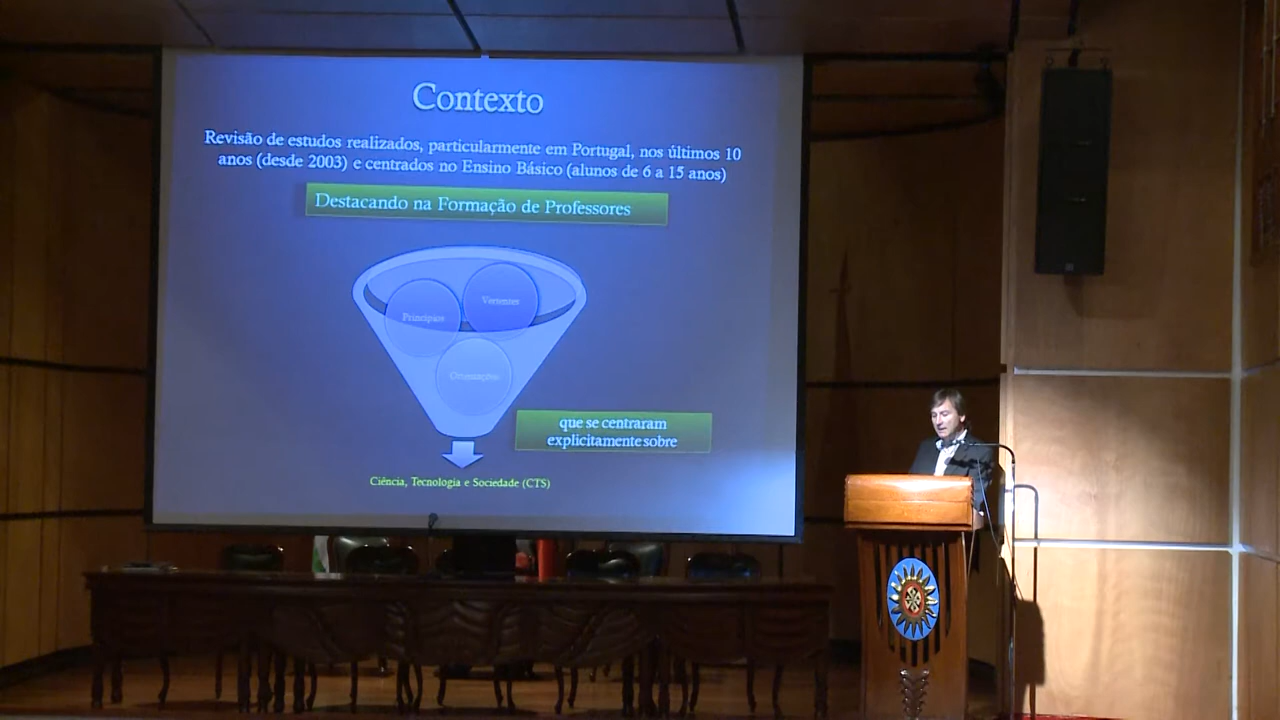 Contexto
Revisão de estudos realizados, particularmente em Portugal, nos últimos 10
anos (desde 2003) e centrados no Ensino Básico (alunos de 6 a 15 anos)
Destacando na Formação de Professores
Vertentes
Princípios
Orientações
que se centraram
explicitamente sobre
Ciência, Tecnologia e Sociedade (CTS)